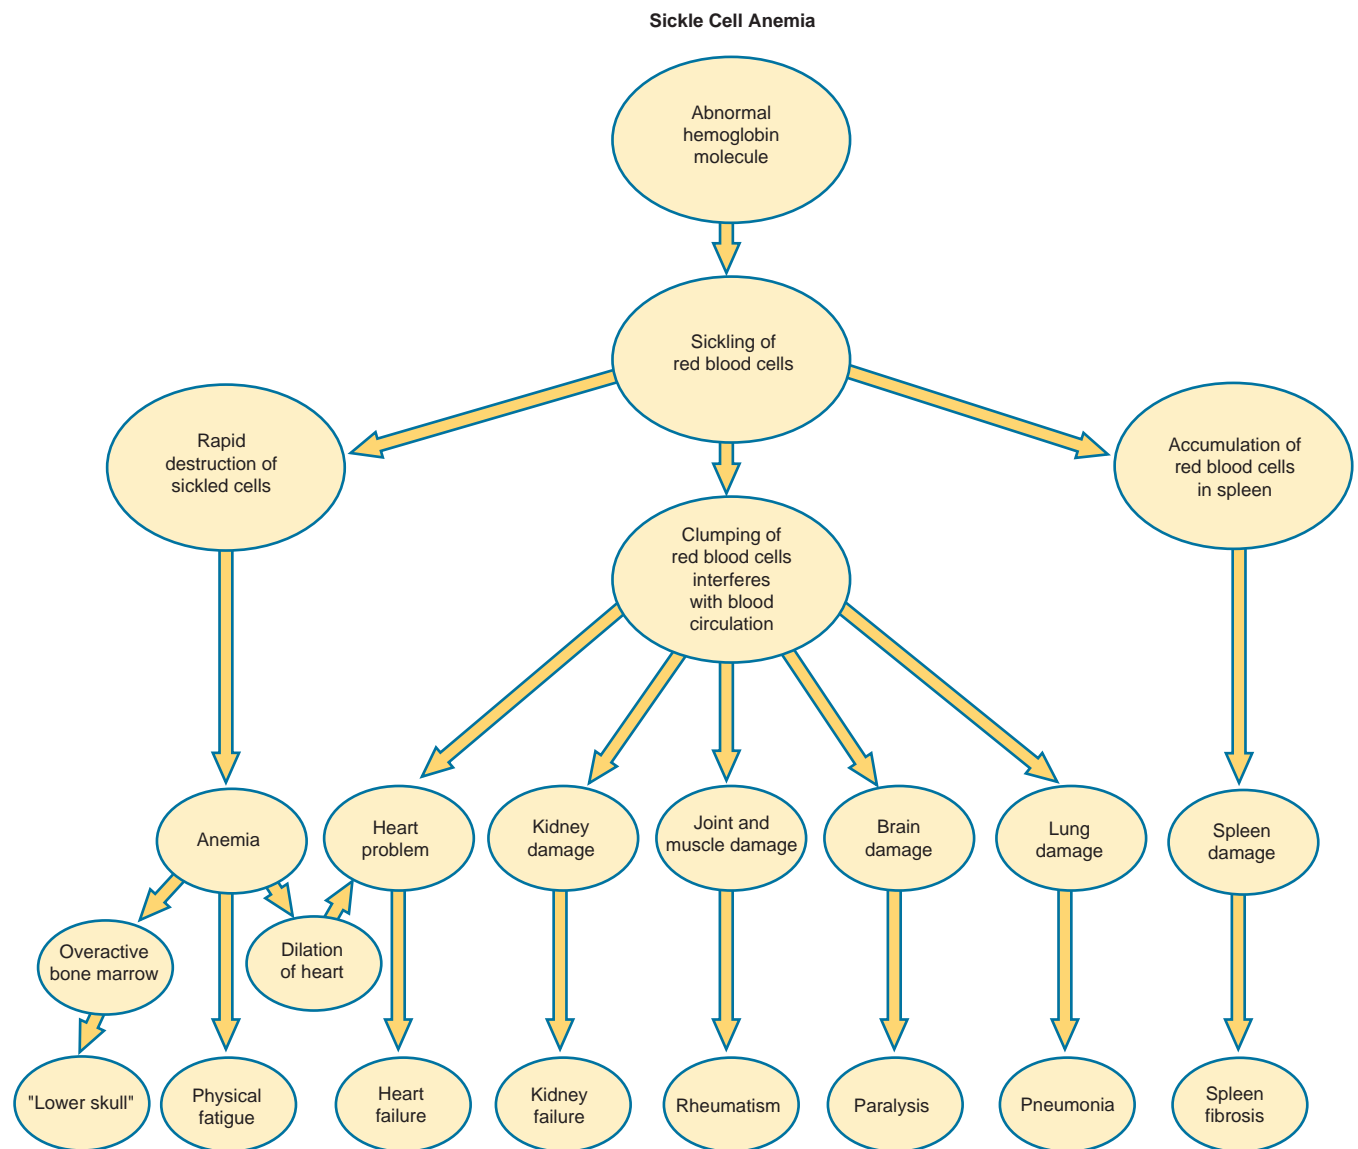 Sickle Cell Anemia
Abnormal
hemoglobin
molecule
Sickling of
red blood cells
Rapid
destruction of
sickled cells
Accumulation of
red blood cells
in spleen
Clumping of
red blood cells
interferes
with blood
circulation
Anemia
Heart
problem
Kidney
damage
Joint and
muscle damage
Brain
damage
Lung
damage
Spleen
damage
Overactive
bone marrow
Dilation
of heart
"Lower skull"
Physical
fatigue
Heart
failure
Kidney
failure
Rheumatism
Paralysis
Pneumonia
Spleen
fibrosis